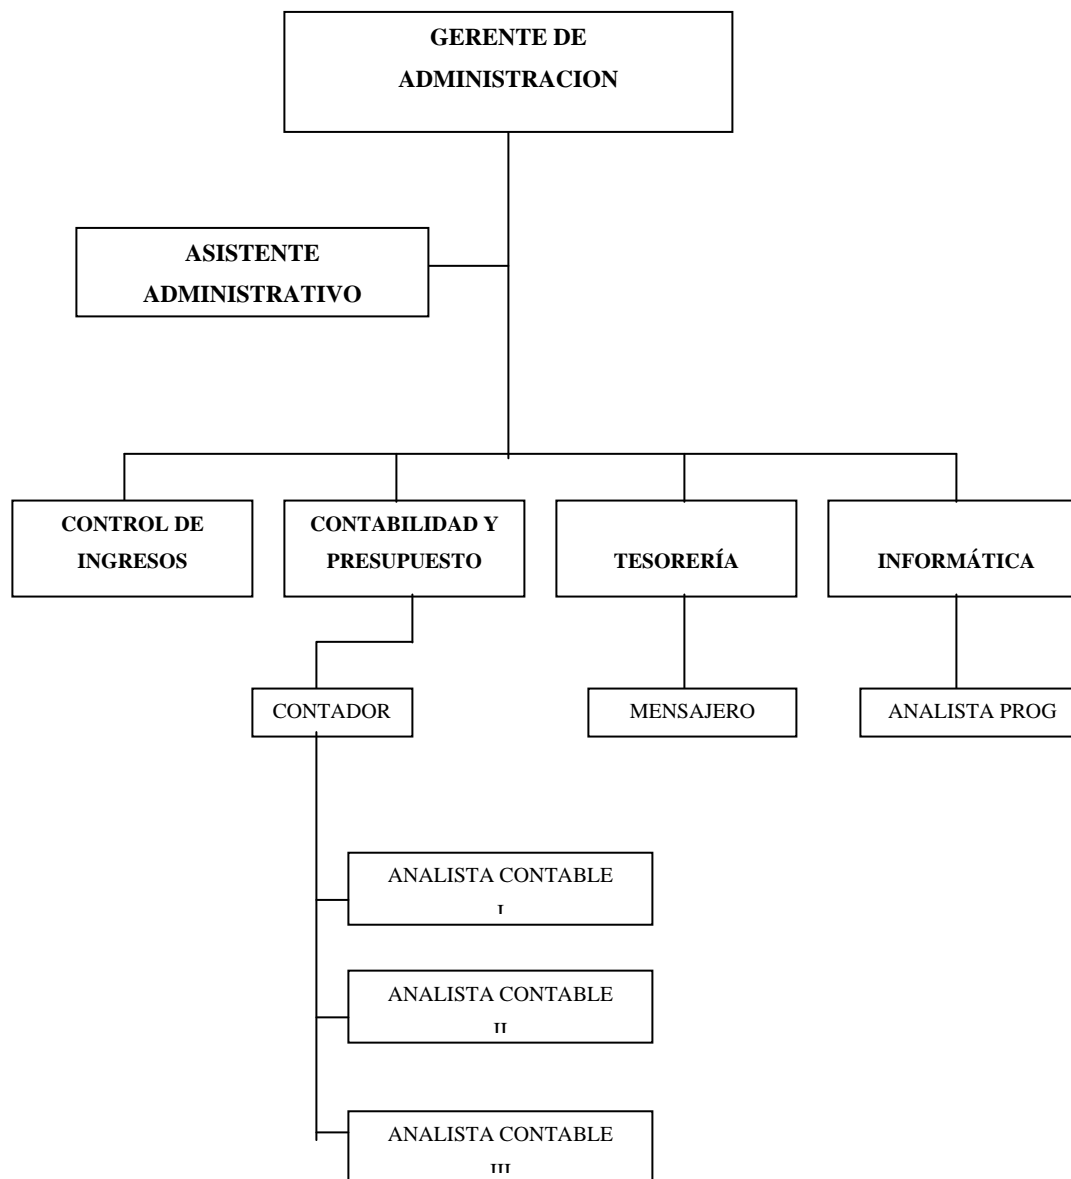 GERENTE DE
ADMINISTRACION
ASISTENTE
ADMINISTRATIVO
CONTROL DE
INGRESOS
CONTABILIDAD Y
PRESUPUESTO
TESORERÍA
INFORMÁTICA
CONTADOR
MENSAJERO
ANALISTA PROG
ANALISTA CONTABLE
I
ANALISTA CONTABLE
II
ANALISTA CONTABLE
III